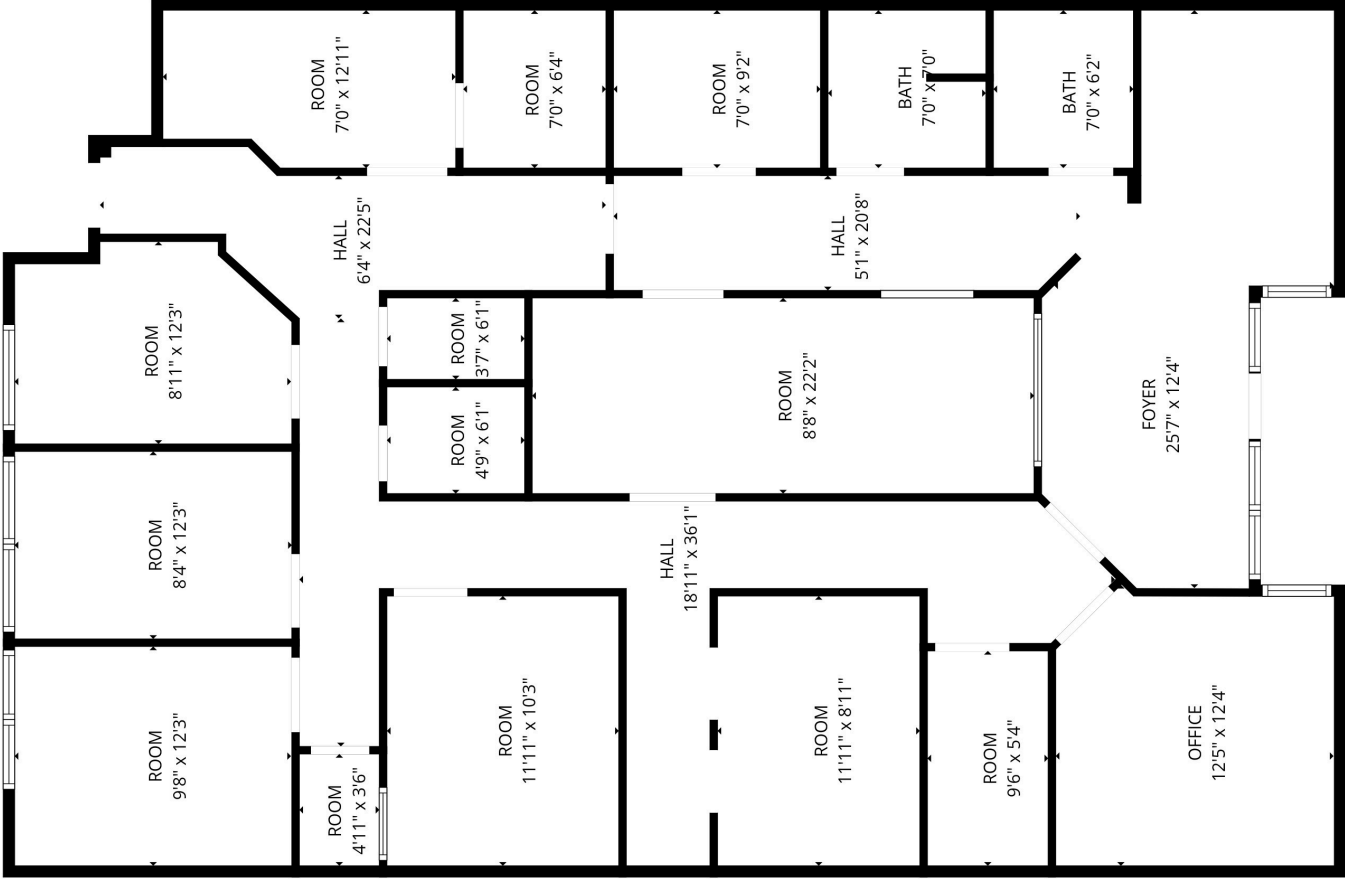 ROOM
7'0" x 12'11"
ROOM
7'0" x 6'4"
ROOM
7'0" x 9'2"
BATH
7'0" x 7'0"
BATH
7'0" x 6'2"
HALL
6'4" x 22'5"
HALL
5'1" x 20'8"
ROOM
8'11" x 12'3"
ROOM
3'7" x 6'1"
ROOM
4'9" x 6'1"
ROOM
8'8" x 22'2"
FOYER
25'7" x 12'4"
ROOM
8'4" x 12'3"
HALL
18'11" x 36'1"
ROOM
9'8" x 12'3"
ROOM
4'11" x 3'6"
ROOM
11'11" x 10'3"
ROOM
11'11" x 8'11"
ROOM
9'6" x 5'4"
OFFICE
12'5" x 12'4"